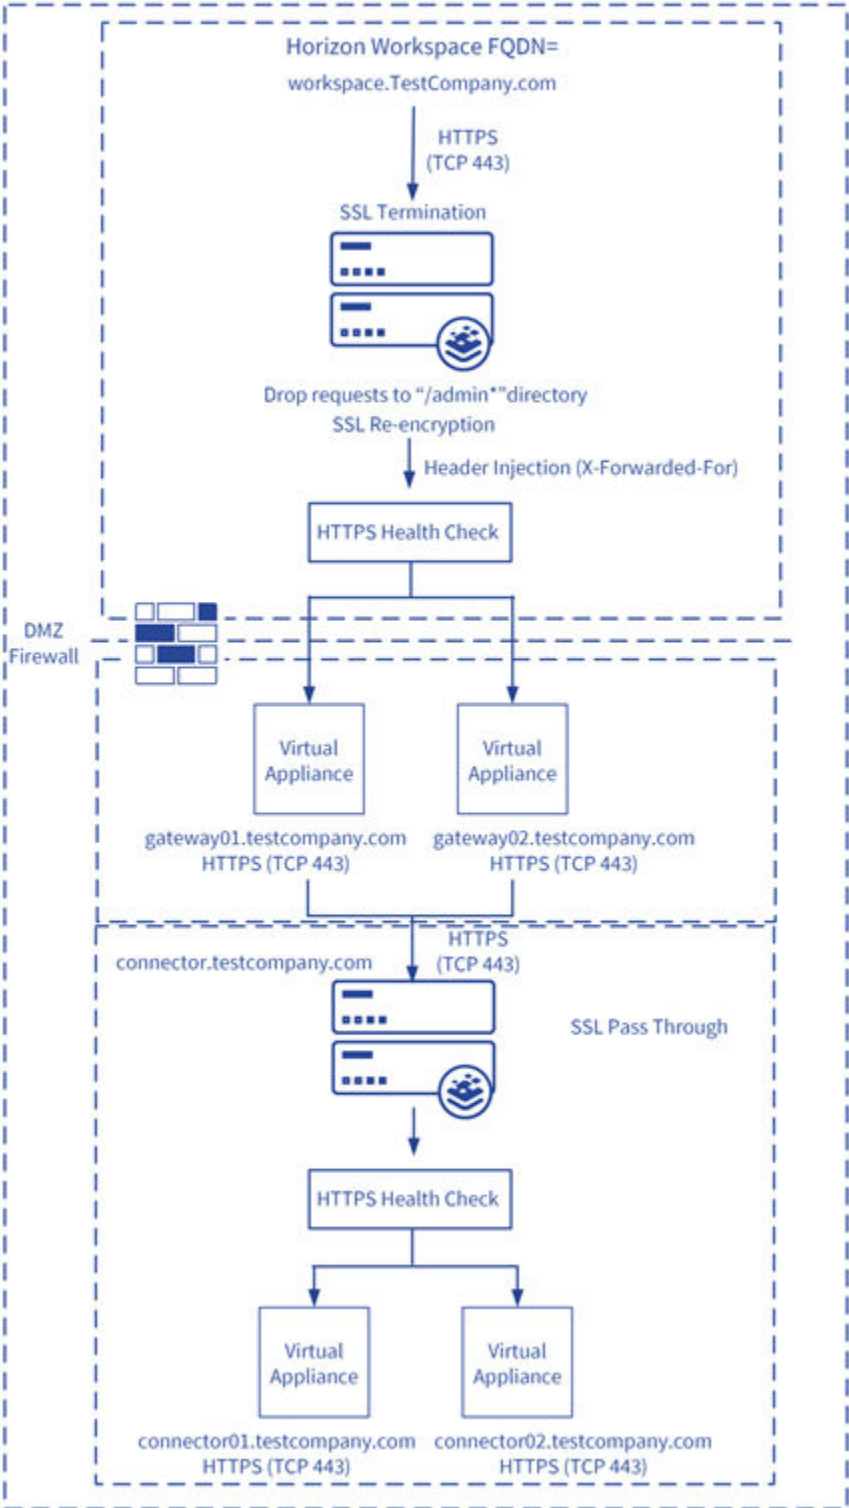 Horizon Workspace FQDN=
workspace.TestCompany.com
HTTPS
(TCP 443)
SSL Termination
Drop requests to “/admin*”directory
SSL Re-encryption
Header Injection (X-Forwarded-For)
HTTPS Health Check
DMZ
Firewall
Virtual
Appliance
Virtual
Appliance
gateway01.testcompany.com
HTTPS (TCP 443)
gateway02.testcompany.com
HTTPS (TCP 443)
HTTPS
(TCP 443)
connector.testcompany.com
SSL Pass Through
HTTPS Health Check
Virtual
Appliance
Virtual
Appliance
connector01.testcompany.com
HTTPS (TCP 443)
connector02.testcompany.com
HTTPS (TCP 443)